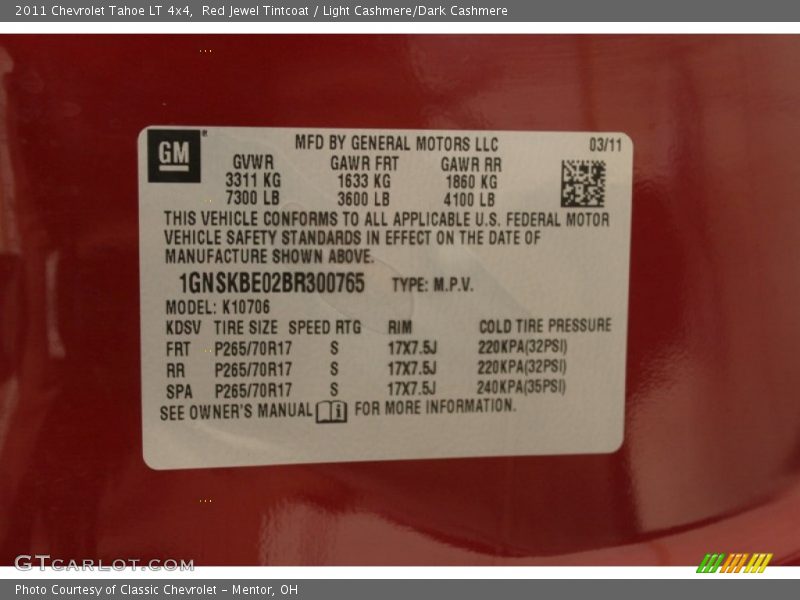 2011 Chevrolet Tahoe LT 4x4, Red Jewel Tintcoat / Light Cashmere/Dark Cashmere
GM
MFD BY GENERAL MOTORS LLC 03/11
GVWR GAWR FRT GAWR RR
3311 KG 1633 KG 1860 KG
7300 LB 3600 LB 4100 LB
THIS VEHICLE CONFORMS TO ALL APPLICABLE U.S. FEDERAL MOTOR
VEHICLE SAFETY STANDARDS IN EFFECT ON THE DATE OF
MANUFACTURE SHOWN ABOVE.
1GNSKBE02BR300765 TYPE: M.P.V.
MODEL: K10706
KDSV TIRE SIZE SPEED RTG RIM COLD TIRE PRESSURE
FRT P265/70R17 S 17X7.5J 220KPA(32PSI)
RR P265/70R17 S 17X7.5J 220KPA(32PSI)
SPA P265/70R17 S 17X7.5J 240KPA(35PSI)
SEE OWNER'S MANUAL FOR MORE INFORMATION.
GTCARLOT.COM
Photo Courtesy of Classic Chevrolet - Mentor, OH